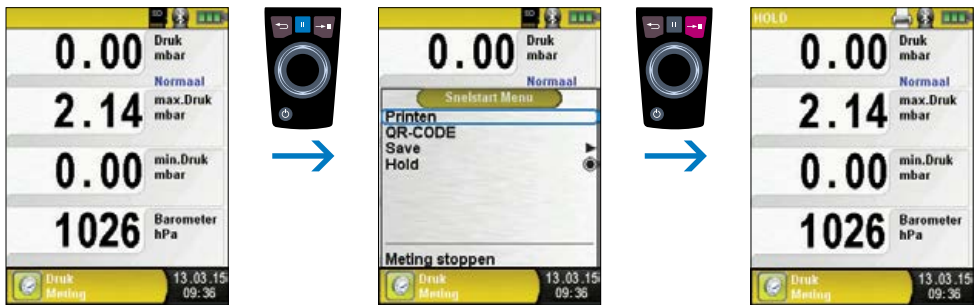 0.00 Druk mbar
Normaal
2.14 max.Druk mbar
0.00 min.Druk mbar
1026 Barometer hPa
Druk Meting
13.03.15
09:36
0.00 Druk mbar
Normaal
Snelstart Menu
Printen
QR-CODE
Save
Hold
Meting stoppen
Druk Meting
13.03.15
09:36
HOLD
0.00 Druk mbar
Normaal
2.14 max.Druk mbar
0.00 min.Druk mbar
1026 Barometer hPa
Druk Meting
13.03.15
09:36